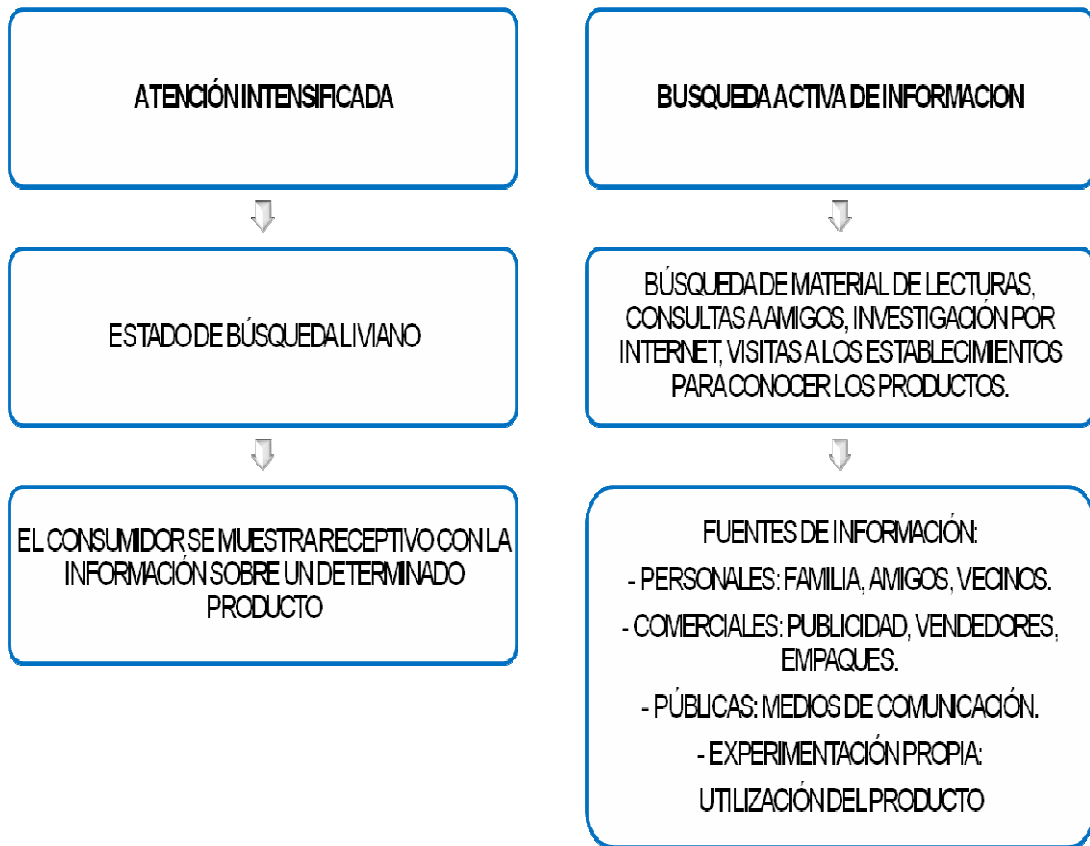 ATENCIÓN INTENSIFICADA
ESTADO DE BÚSQUEDA LIVIANO
EL CONSUMIDOR SE MUESTRA RECEPTIVO CON LA
INFORMACIÓN SOBRE UN DETERMINADO
PRODUCTO
BUSQUEDA ACTIVA DE INFORMACION
BÚSQUEDA DE MATERIAL DE LECTURAS,
CONSULTAS A AMIGOS, INVESTIGACIÓN POR
INTERNET, VISITAS A LOS ESTABLECIMIENTOS
PARA CONOCER LOS PRODUCTOS.
FUENTES DE INFORMACIÓN:
- PERSONALES: FAMILIA, AMIGOS, VECINOS.
- COMERCIALES: PUBLICIDAD, VENDEDORES,
EMPAQUES.
- PÚBLICAS: MEDIOS DE COMUNICACIÓN.
- EXPERIMENTACIÓN PROPIA:
UTILIZACIÓN DEL PRODUCTO